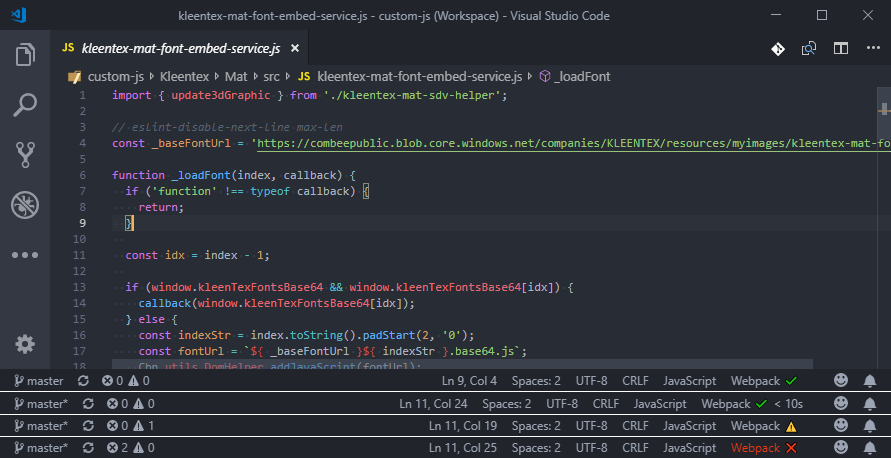 kleentex-mat-font-embed-service.js - custom-js (Workspace) - Visual Studio Code
JS kleentex-mat-font-embed-service.js ×
custom-js > Kleentex > Mat > src > JS kleentex-mat-font-embed-service.js > _loadFont
1 import { update3dGraphic } from './kleentex-mat-sdv-helper';
2
3 // eslint-disable-next-line max-len
4 const _baseFontUrl = 'https://combeepublic.blob.core.windows.net/companies/KLEENTEX/resources/myimages/kleentex-mat-fo
5
6 function _loadFont(index, callback) {
7 if ('function' !== typeof callback) {
8 return;
9 }
10
11 const idx = index - 1;
12
13 if (window.kleenTexFontsBase64 && window.kleenTexFontsBase64[idx]) {
14 callback(window.kleenTexFontsBase64[idx]);
15 } else {
16 const indexStr = index.toString().padStart(2, '0');
17 const fontUrl = `${ _baseFontUrl }${ indexStr }.base64.js`;
18 Chp.utils.DomHelper.addJavaScript(fontUrl);
master 0 0 Ln 9, Col 4 Spaces: 2 UTF-8 CRLF JavaScript Webpack ✓
master* 0 0 Ln 11, Col 24 Spaces: 2 UTF-8 CRLF JavaScript Webpack ✓ < 10s
master* 0 1 Ln 11, Col 19 Spaces: 2 UTF-8 CRLF JavaScript Webpack ⚠
master* 2 0 Ln 11, Col 25 Spaces: 2 UTF-8 CRLF JavaScript Webpack ✕